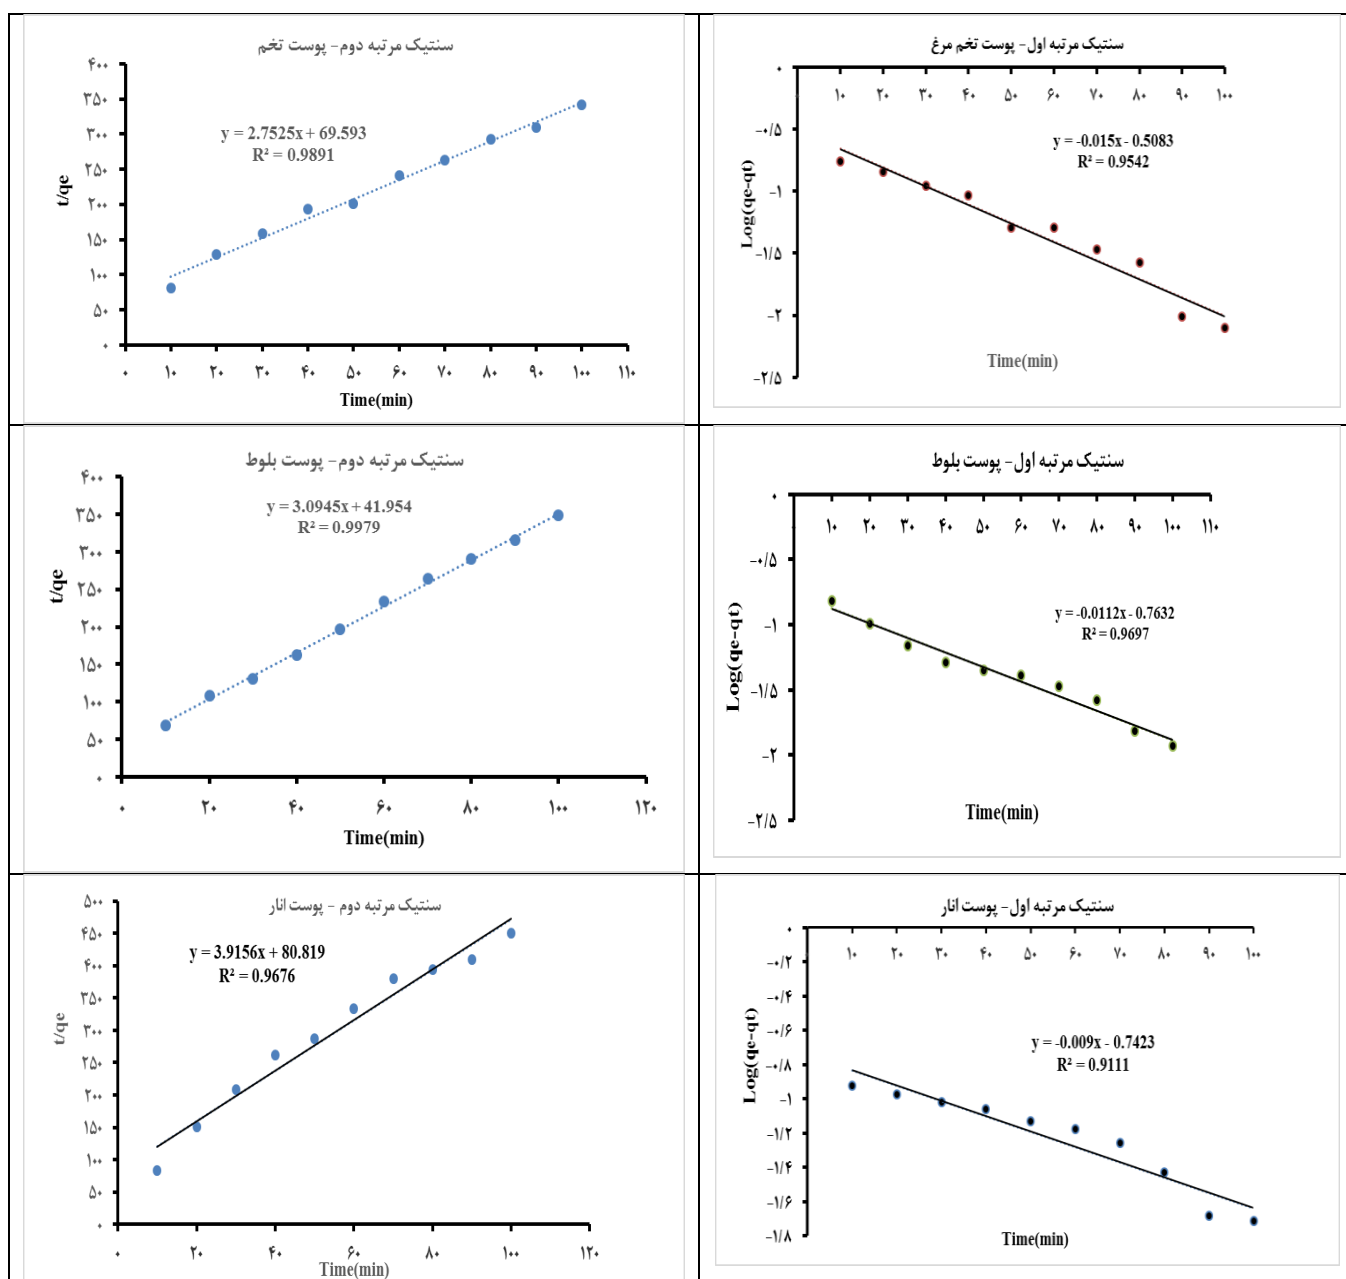 سنتیک مرتبه دوم- پوست تخم
۴۰۰
۳۵۰
۳۰۰
۲۵۰
۲۰۰
۱۵۰
۱۰۰
۵۰
۰
y = 2.7525x + 69.593
R² = 0.9891
t/qe
۰ ۱۰ ۲۰ ۳۰ ۴۰ ۵۰ ۶۰ ۷۰ ۸۰ ۹۰ ۱۰۰ ۱۱۰
Time(min)
سنتیک مرتبه اول- پوست تخم مرغ
۰
۱۰ ۲۰ ۳۰ ۴۰ ۵۰ ۶۰ ۷۰ ۸۰ ۹۰ ۱۰۰
-۰/۵
-۱
-۱/۵
-۲
-۲/۵
y = -0.015x - 0.5083
R² = 0.9542
Log(qe-qt)
Time(min)
سنتیک مرتبه دوم- پوست بلوط
۴۰۰
۳۵۰
۳۰۰
۲۵۰
۲۰۰
۱۵۰
۱۰۰
۵۰
۰
y = 3.0945x + 41.954
R² = 0.9979
t/qe
۰ ۲۰ ۴۰ ۶۰ ۸۰ ۱۰۰ ۱۲۰
Time(min)
سنتیک مرتبه اول- پوست بلوط
۰
۱۰ ۲۰ ۳۰ ۴۰ ۵۰ ۶۰ ۷۰ ۸۰ ۹۰ ۱۰۰ ۱۱۰
-۰/۵
-۱
-۱/۵
-۲
-۲/۵
y = -0.0112x - 0.7632
R² = 0.9697
Log(qe-qt)
Time(min)
سنتیک مرتبه دوم - پوست انار
۵۰۰
۴۵۰
۴۰۰
۳۵۰
۳۰۰
۲۵۰
۲۰۰
۱۵۰
۱۰۰
۵۰
۰
y = 3.9156x + 80.819
R² = 0.9676
t/qe
۰ ۲۰ ۴۰ ۶۰ ۸۰ ۱۰۰ ۱۲۰
Time(min)
سنتیک مرتبه اول- پوست انار
۰
۱۰ ۲۰ ۳۰ ۴۰ ۵۰ ۶۰ ۷۰ ۸۰ ۹۰ ۱۰۰
-۰/۲
-۰/۴
-۰/۶
-۰/۸
-۱
-۱/۲
-۱/۴
-۱/۶
-۱/۸
y = -0.009x - 0.7423
R² = 0.9111
Log(qe-qt)
Time(min)